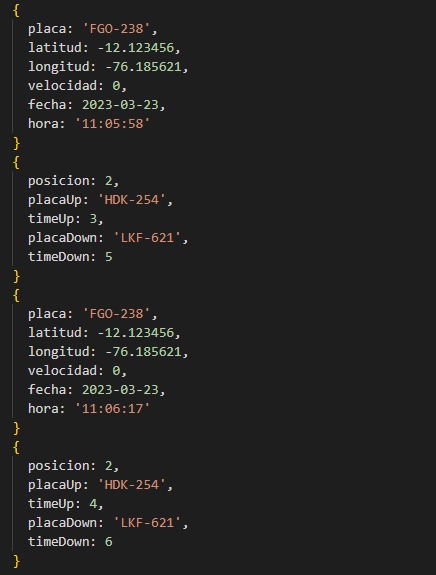 {
placa: 'FGO-238',
latitud: -12.123456,
longitud: -76.185621,
velocidad: 0,
fecha: 2023-03-23,
hora: '11:05:58'
}
{
posicion: 2,
placaUp: 'HDK-254',
timeUp: 3,
placaDown: 'LKF-621',
timeDown: 5
}
{
placa: 'FGO-238',
latitud: -12.123456,
longitud: -76.185621,
velocidad: 0,
fecha: 2023-03-23,
hora: '11:06:17'
}
{
posicion: 2,
placaUp: 'HDK-254',
timeUp: 4,
placaDown: 'LKF-621',
timeDown: 6
}